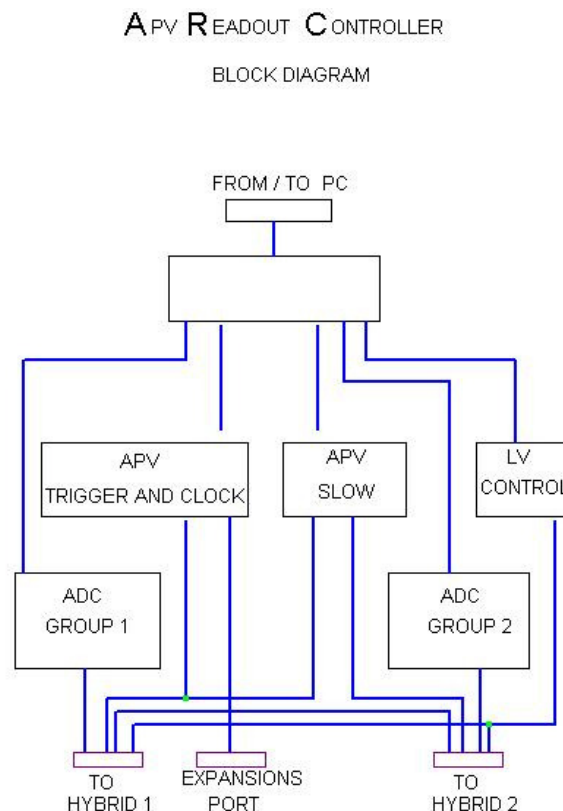 APV READOUT CONTROLLER
BLOCK DIAGRAM
FROM / TO PC
APV
TRIGGER AND CLOCK
APV
SLOW
LV
CONTROL
ADC
GROUP 1
ADC
GROUP 2
TO
HYBRID 1
EXPANSIONS
PORT
TO
HYBRID 2